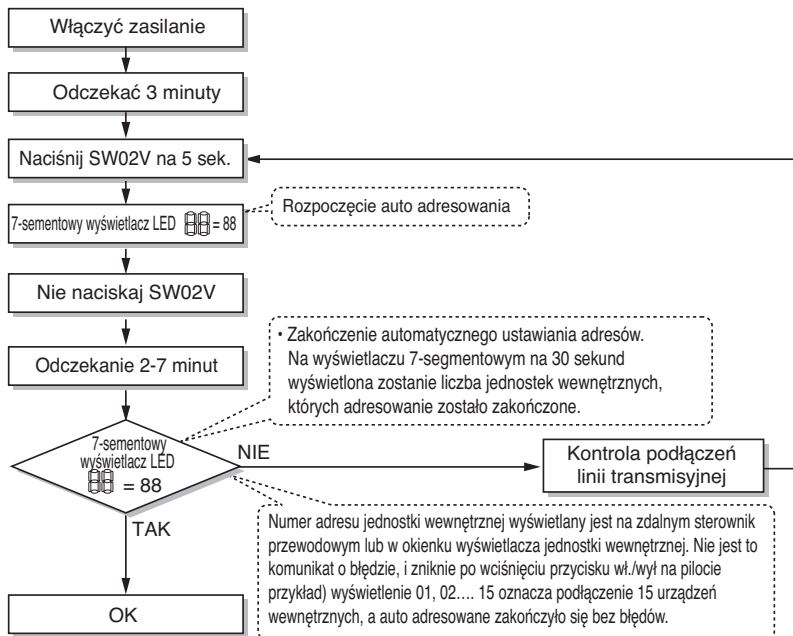 Włączyć zasilanie
Odczekać 3 minuty
Naciśnij SW02V na 5 sek.
7-sementowy wyświetlacz LED 88 = 88
Rozpoczęcie auto adresowania
Nie naciskaj SW02V
Odczekanie 2-7 minut
• Zakończenie automatycznego ustawiania adresów.
Na wyświetlaczu 7-segmentowym na 30 sekund
wyświetlona zostanie liczba jednostek wewnętrznych,
których adresowanie zostało zakończone.
7-sementowy
wyświetlacz LED
88 = 88
NIE
Kontrola podłączeń
linii transmisyjnej
TAK
Numer adresu jednostki wewnętrznej wyświetlany jest na zdalnym sterownik
przewodowym lub w okienku wyświetlacza jednostki wewnętrznej. Nie jest to
komunikat o błędzie, i zniknie po wciśnięciu przycisku wł./wył na pilocie
przykład) wyświetlenie 01, 02.... 15 oznacza podłączenie 15 urządzeń
wewnętrznych, a auto adresowane zakończyło się bez błędów.
OK